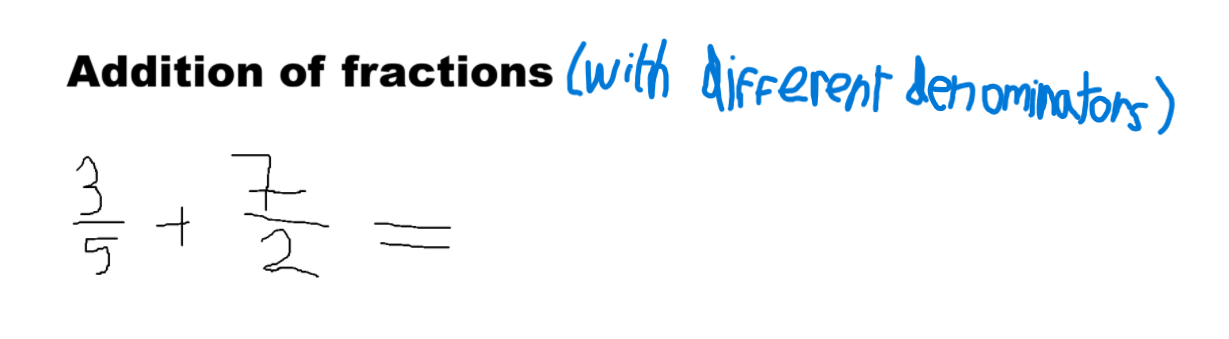 Addition of fractions (with different denominators)
3/5 + 7/2 =